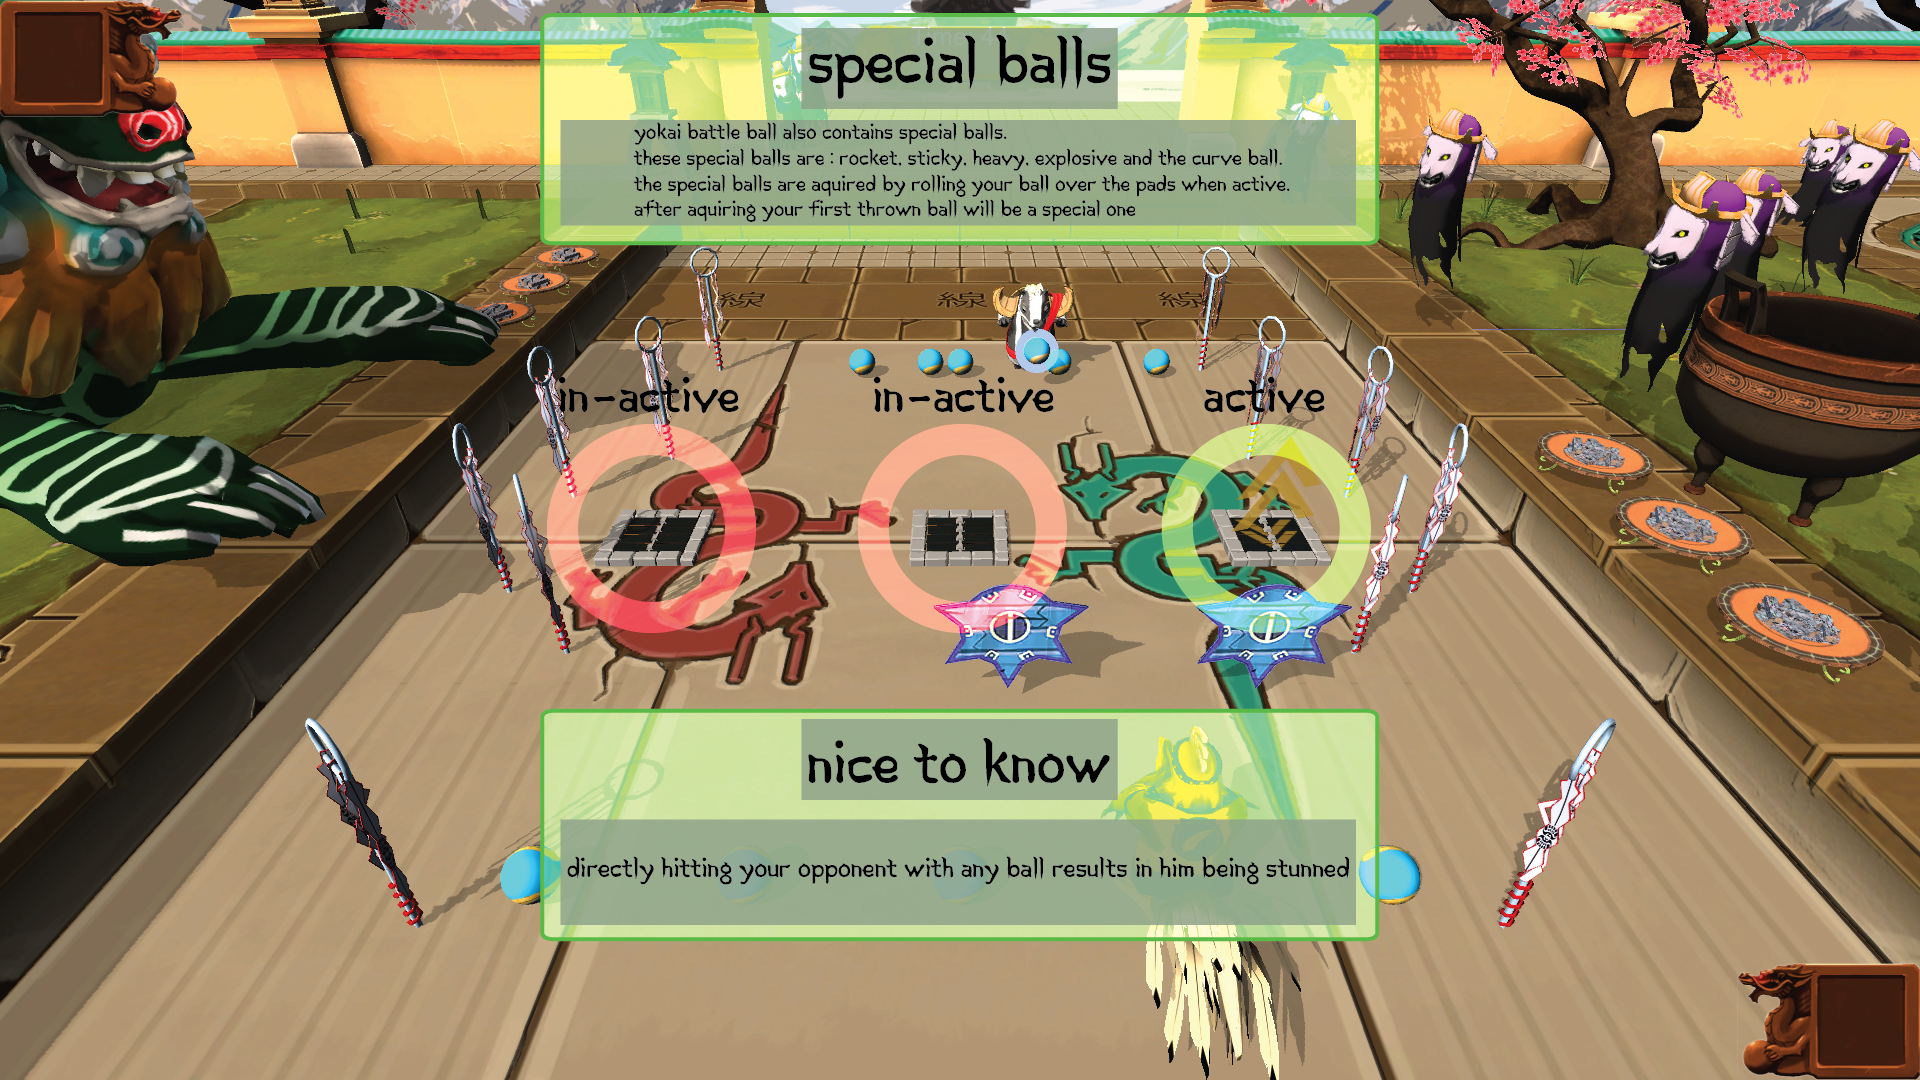 special balls
yokai battle ball also contains special balls.
these special balls are : rocket, sticky, heavy, explosive and the curve ball.
the special balls are aquired by rolling your ball over the pads when active.
after aquiring your first thrown ball will be a special one
線 線 線
in-active in-active active
nice to know
directly hitting your opponent with any ball results in him being stunned